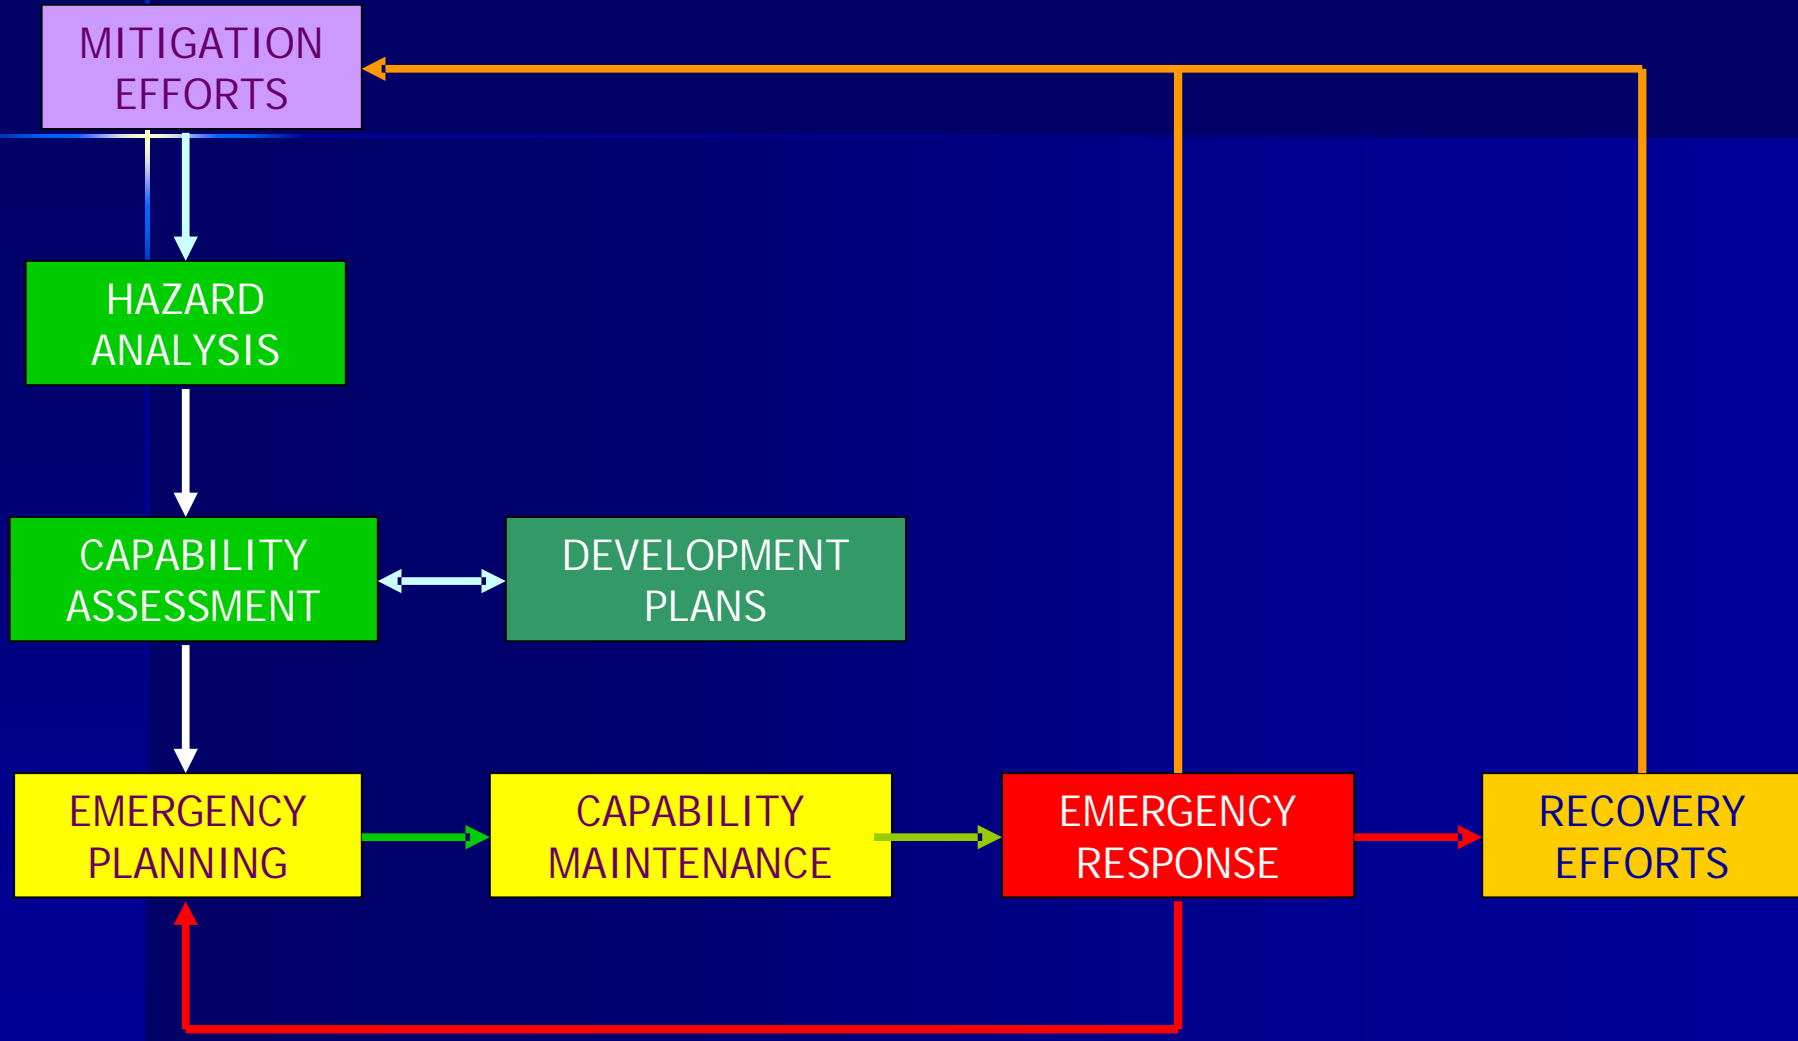 MITIGATION
EFFORTS
HAZARD
ANALYSIS
CAPABILITY
ASSESSMENT
DEVELOPMENT
PLANS
EMERGENCY
PLANNING
CAPABILITY
MAINTENANCE
EMERGENCY
RESPONSE
RECOVERY
EFFORTS